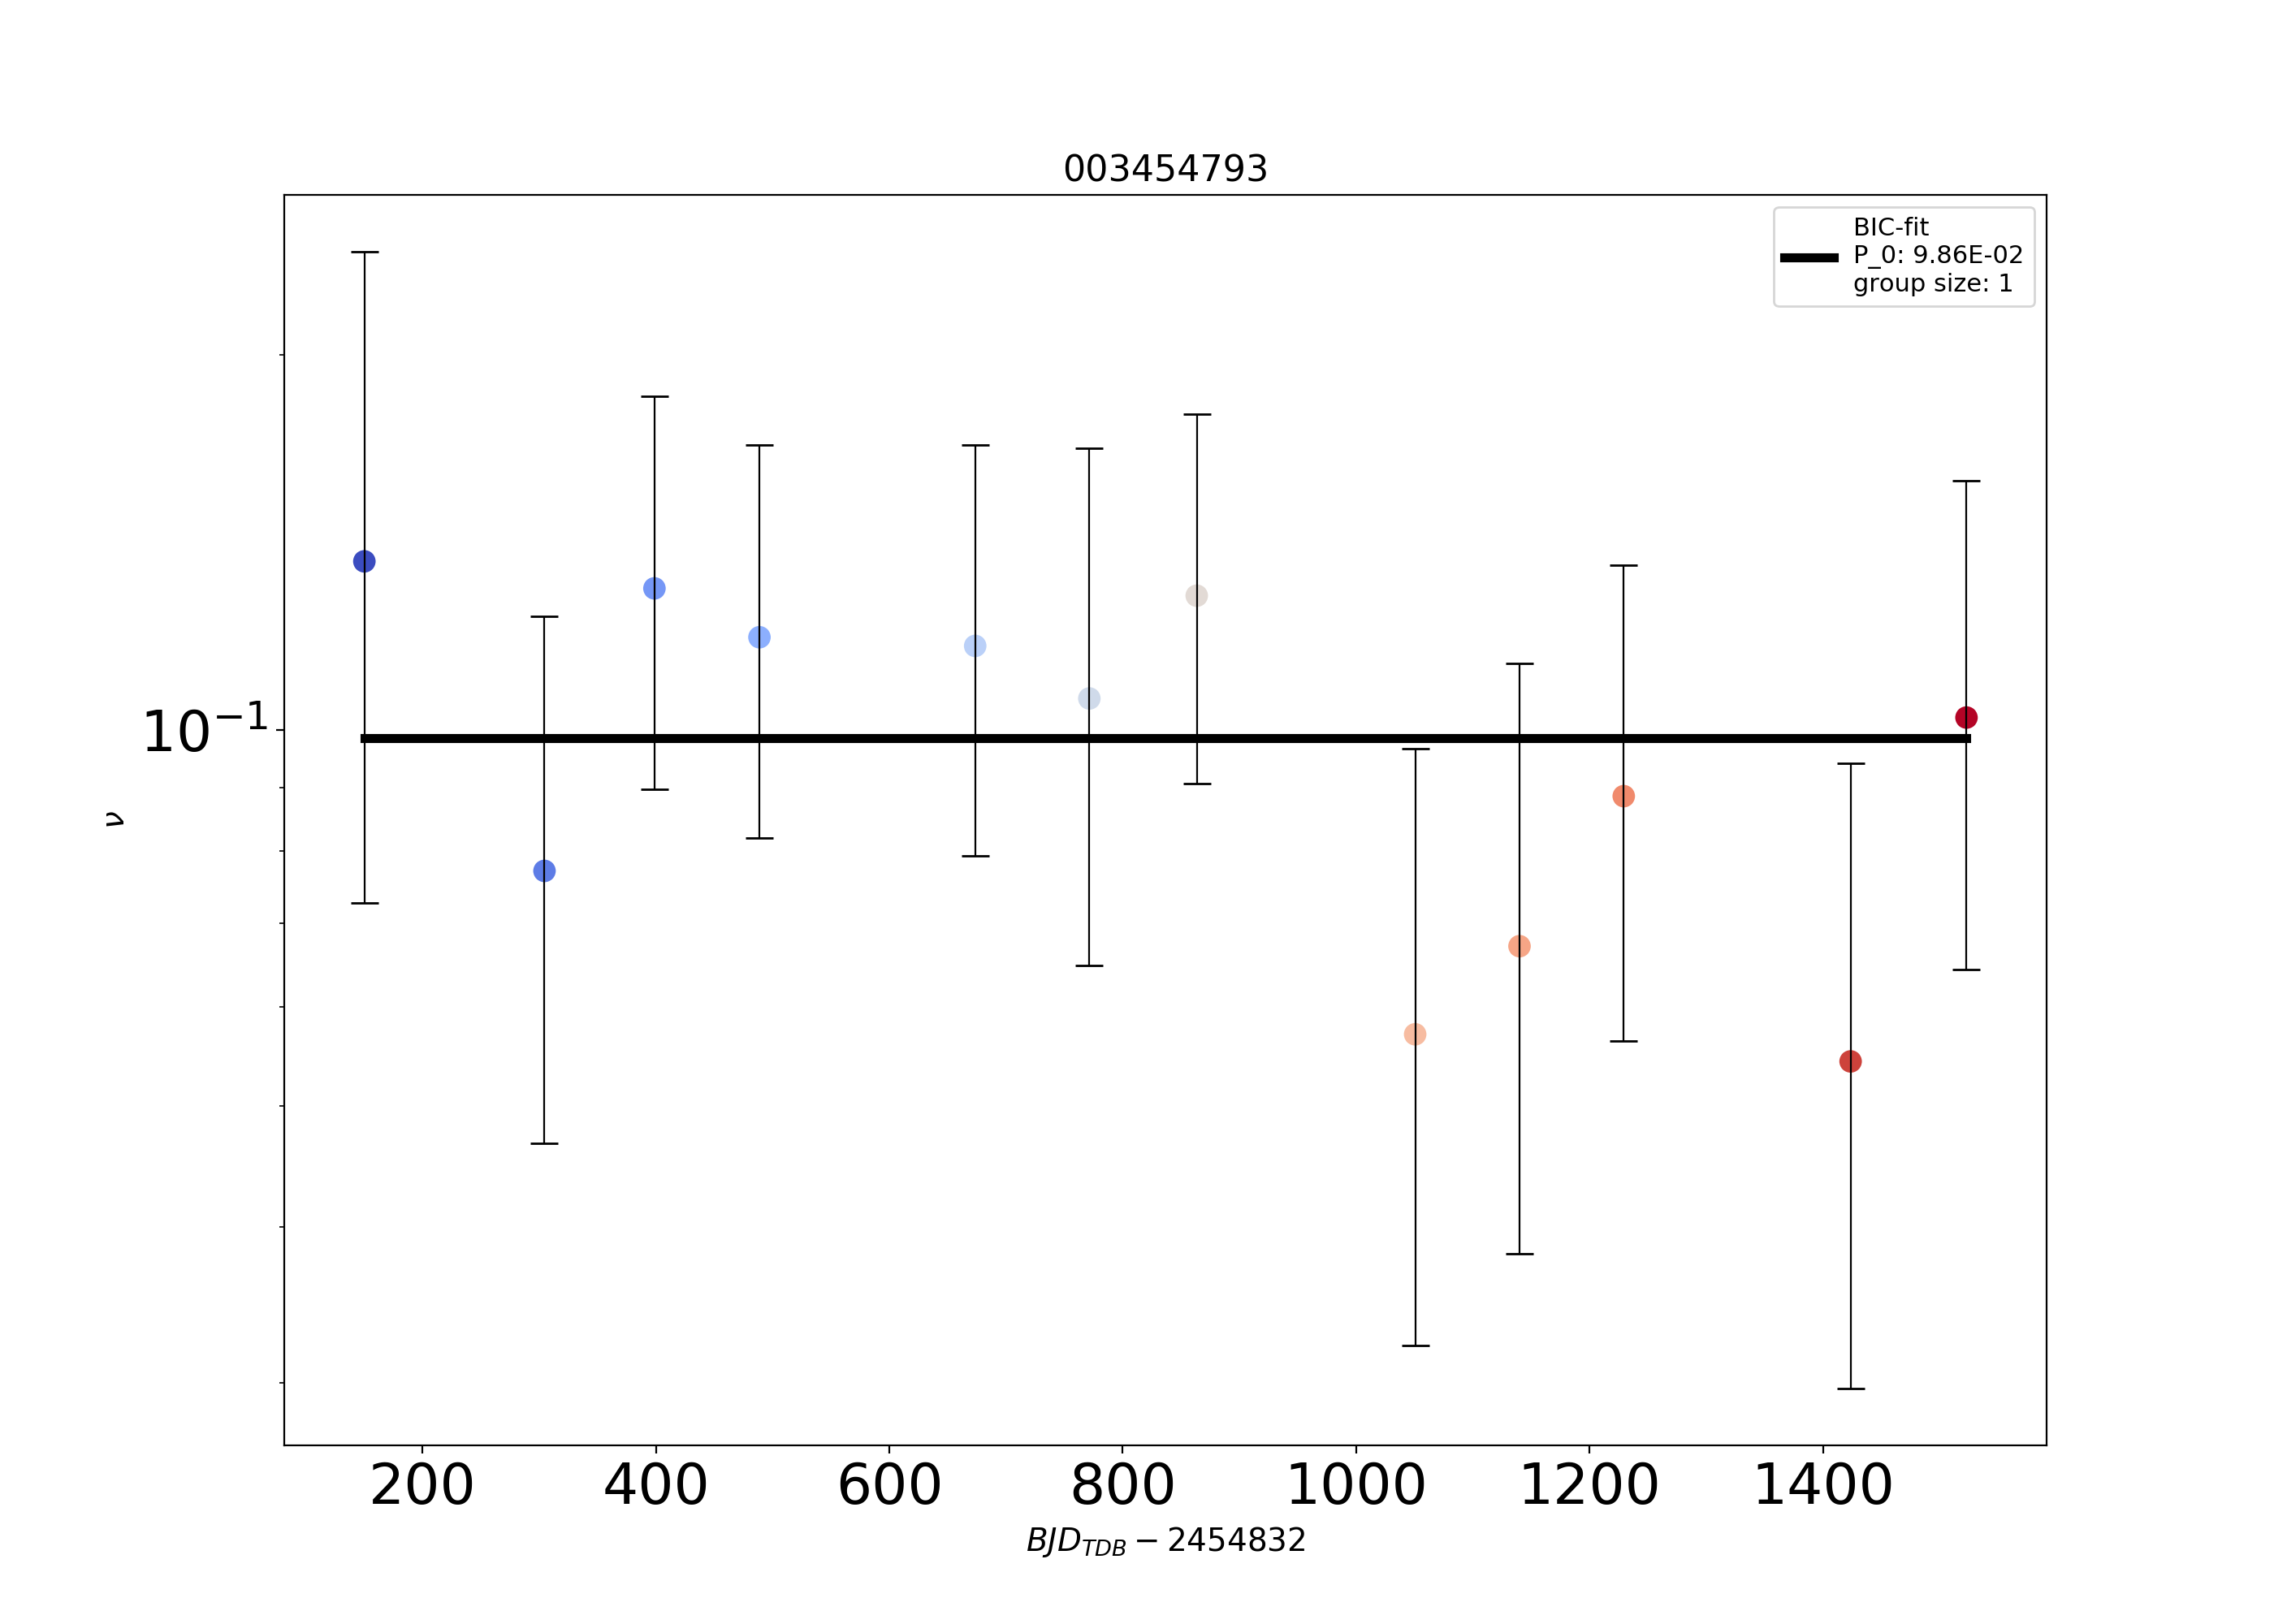 003454793
BIC-fit
P_0: 9.86E-02
group size: 1
10⁻¹
ν
200 400 600 800 1000 1200 1400
BJD_TDB − 2454832